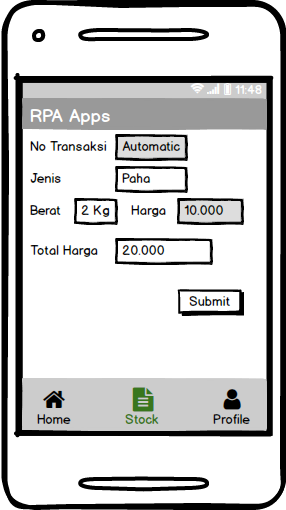 11:48
RPA Apps
No Transaksi Automatic
Jenis Paha
Berat 2 Kg Harga 10.000
Total Harga 20.000
Submit
Home Stock Profile